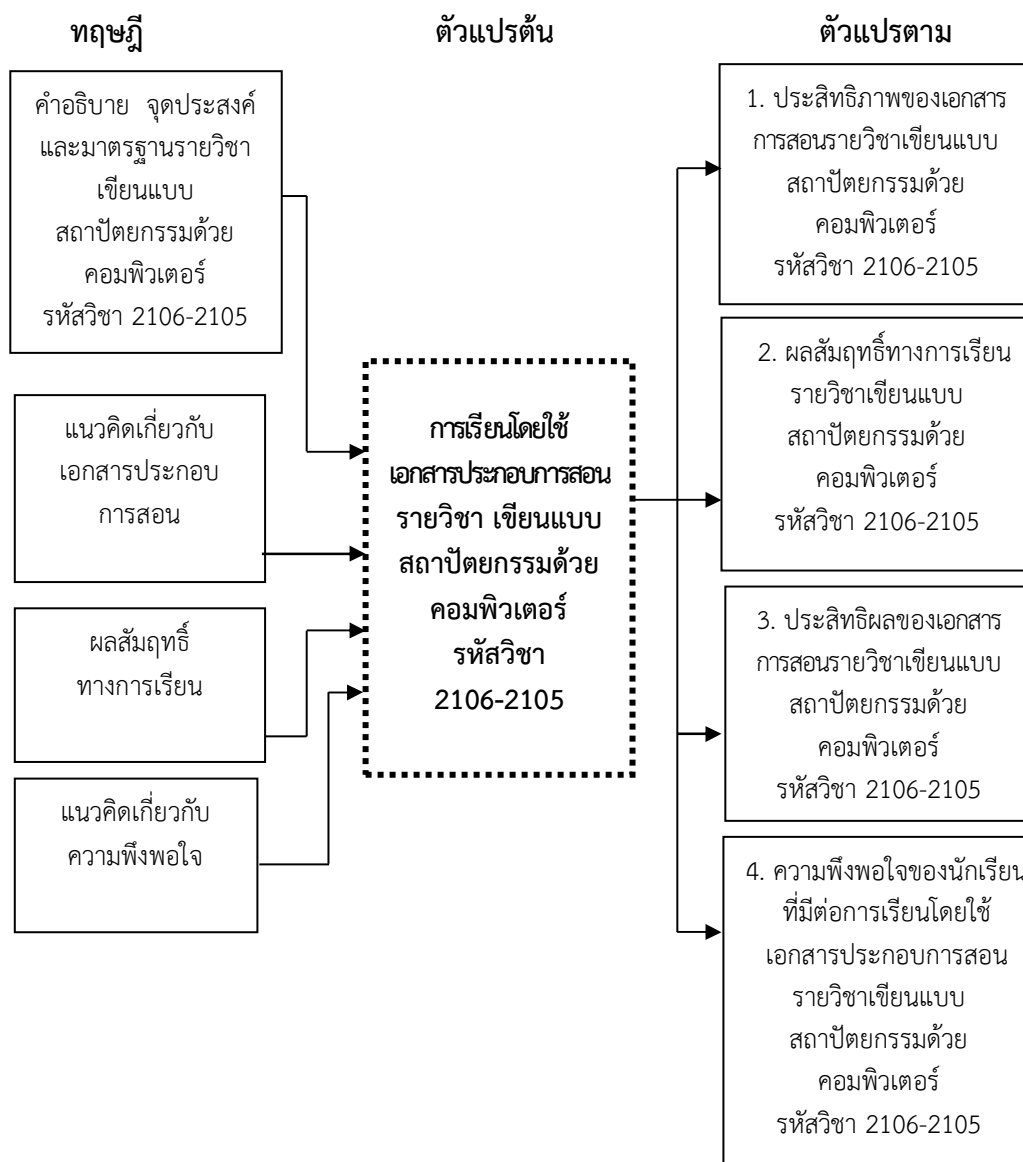 ทฤษฎี
ตัวแปรต้น
ตัวแปรตาม
คำอธิบาย จุดประสงค์
และมาตรฐานรายวิชา
เขียนแบบ
สถาปัตยกรรมด้วย
คอมพิวเตอร์
รหัสวิชา 2106-2105
แนวคิดเกี่ยวกับ
เอกสารประกอบ
การสอน
ผลสัมฤทธิ์
ทางการเรียน
แนวคิดเกี่ยวกับ
ความพึงพอใจ
การเรียนโดยใช้
เอกสารประกอบการสอน
รายวิชา เขียนแบบ
สถาปัตยกรรมด้วย
คอมพิวเตอร์
รหัสวิชา
2106-2105
1. ประสิทธิภาพของเอกสาร
การสอนรายวิชาเขียนแบบ
สถาปัตยกรรมด้วย
คอมพิวเตอร์
รหัสวิชา 2106-2105
2. ผลสัมฤทธิ์ทางการเรียน
รายวิชาเขียนแบบ
สถาปัตยกรรมด้วย
คอมพิวเตอร์
รหัสวิชา 2106-2105
3. ประสิทธิผลของเอกสาร
การสอนรายวิชาเขียนแบบ
สถาปัตยกรรมด้วย
คอมพิวเตอร์
รหัสวิชา 2106-2105
4. ความพึงพอใจของนักเรียน
ที่มีต่อการเรียนโดยใช้
เอกสารประกอบการสอน
รายวิชาเขียนแบบ
สถาปัตยกรรมด้วย
คอมพิวเตอร์
รหัสวิชา 2106-2105